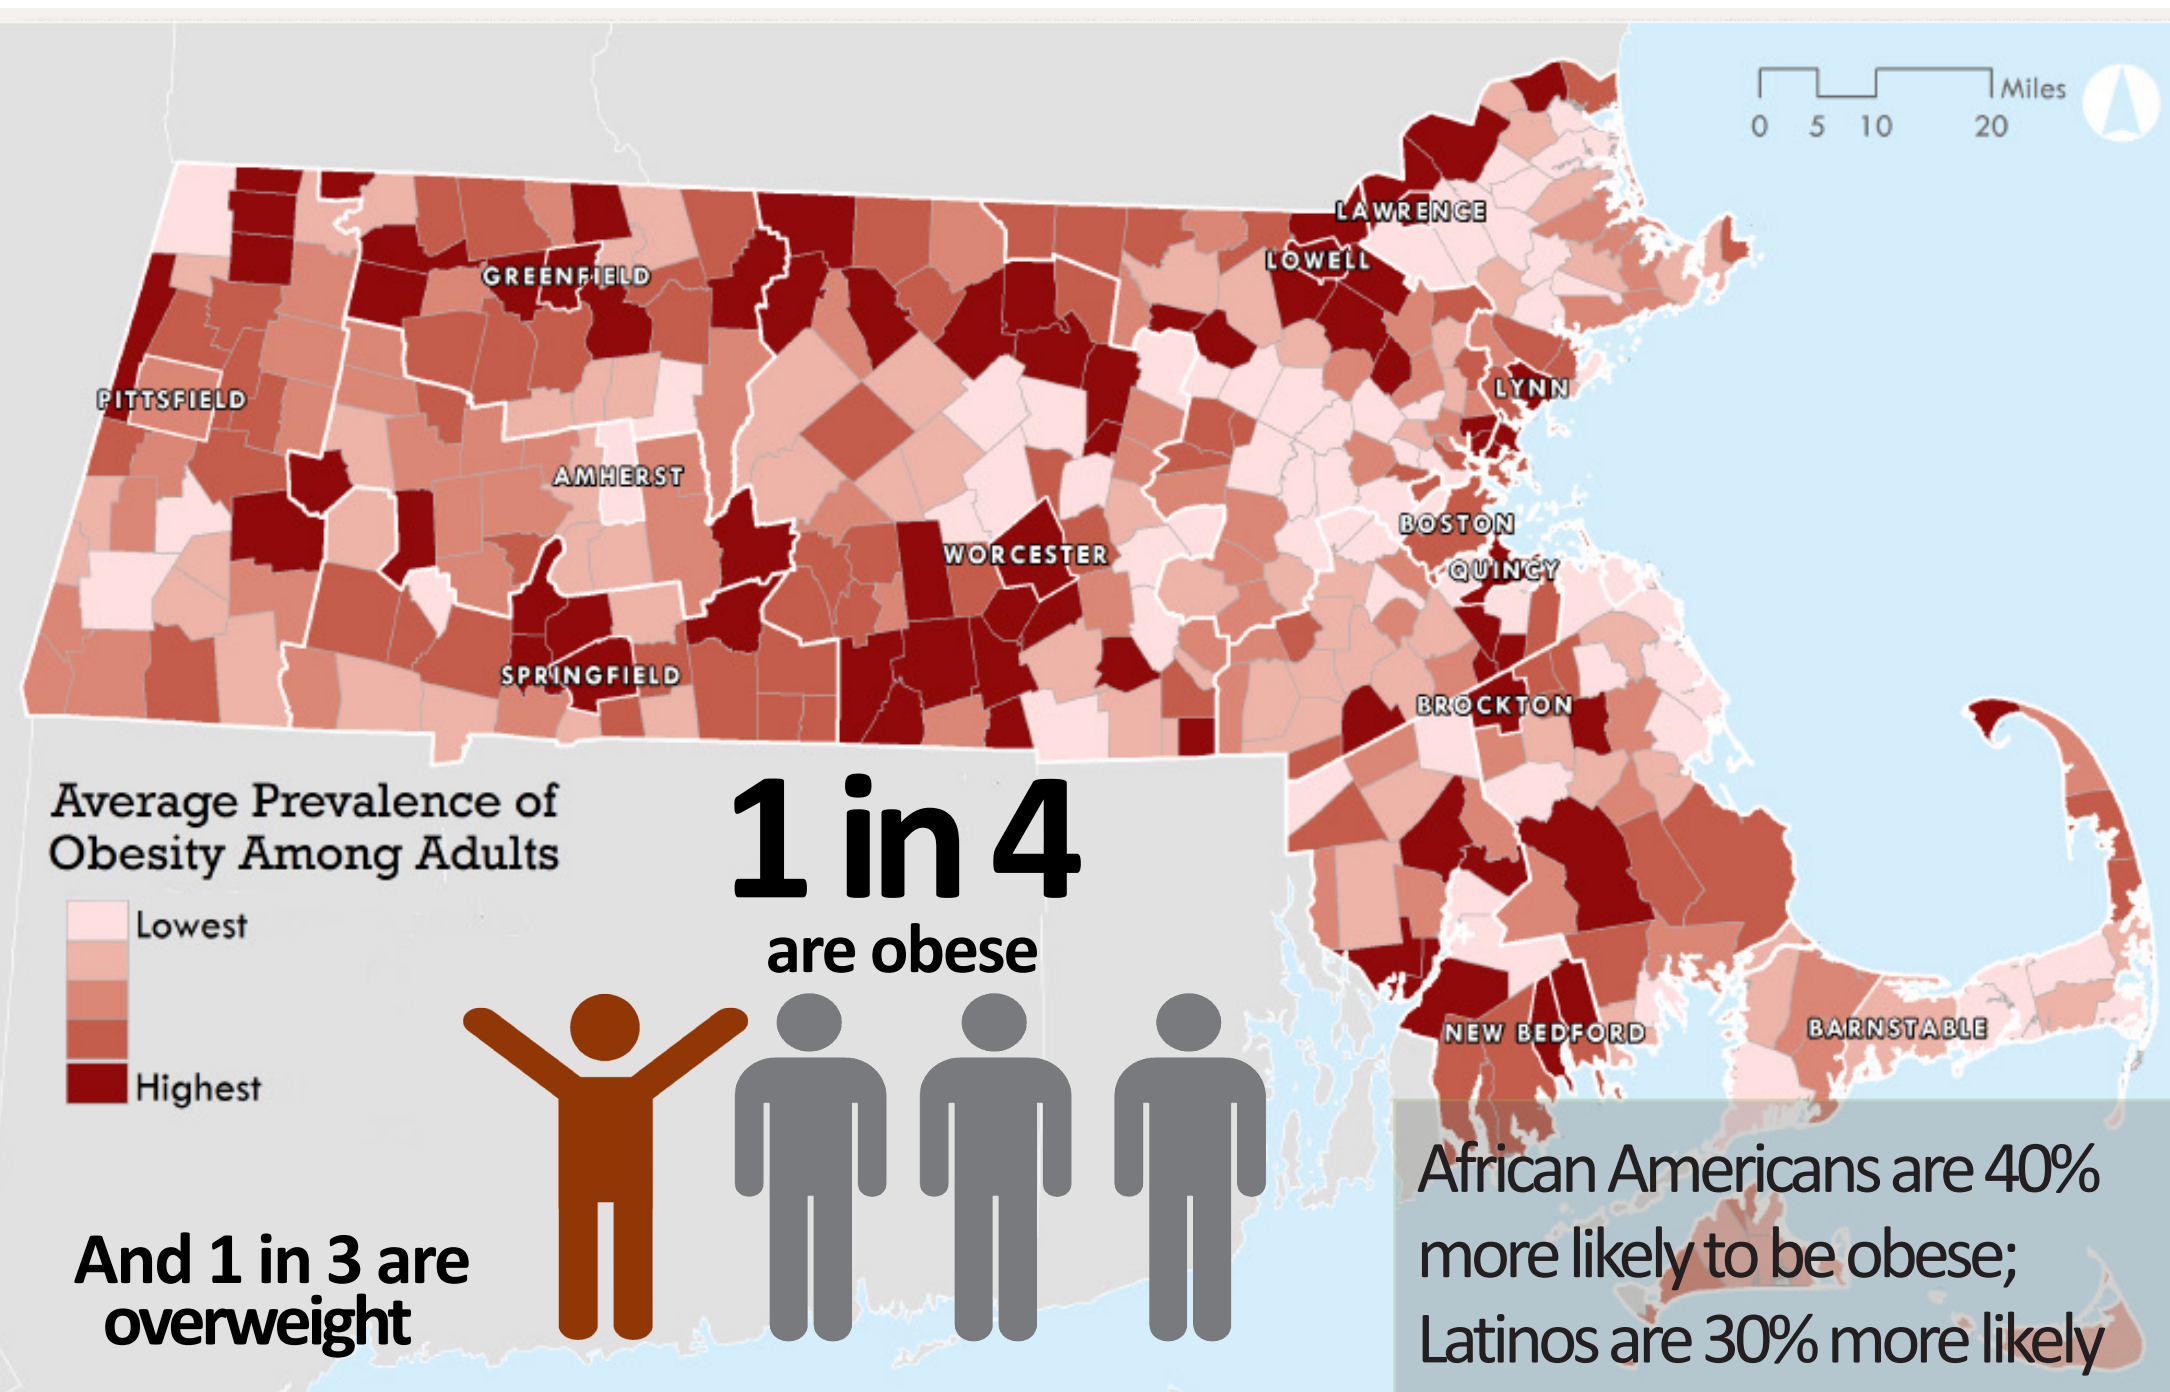 Miles
0 5 10 20
LAWRENCE
LOWELL
GREENFIELD
LYNN
PITTSFIELD
AMHERST
BOSTON
WORCESTER
QUINCY
SPRINGFIELD
BROCKTON
NEW BEDFORD
BARNSTABLE
Average Prevalence of
Obesity Among Adults
Lowest
Highest
1 in 4
are obese
And 1 in 3 are
overweight
African Americans are 40%
more likely to be obese;
Latinos are 30% more likely